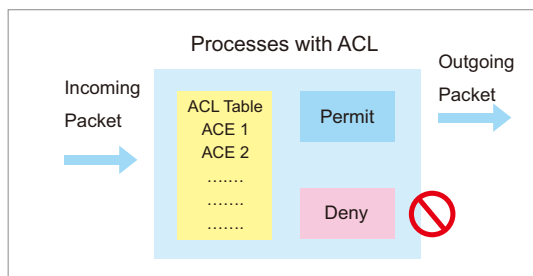 Processes with ACL
Incoming
Packet
ACL Table
ACE 1
ACE 2
.......
.......
.......
Permit
Deny
Outgoing
Packet